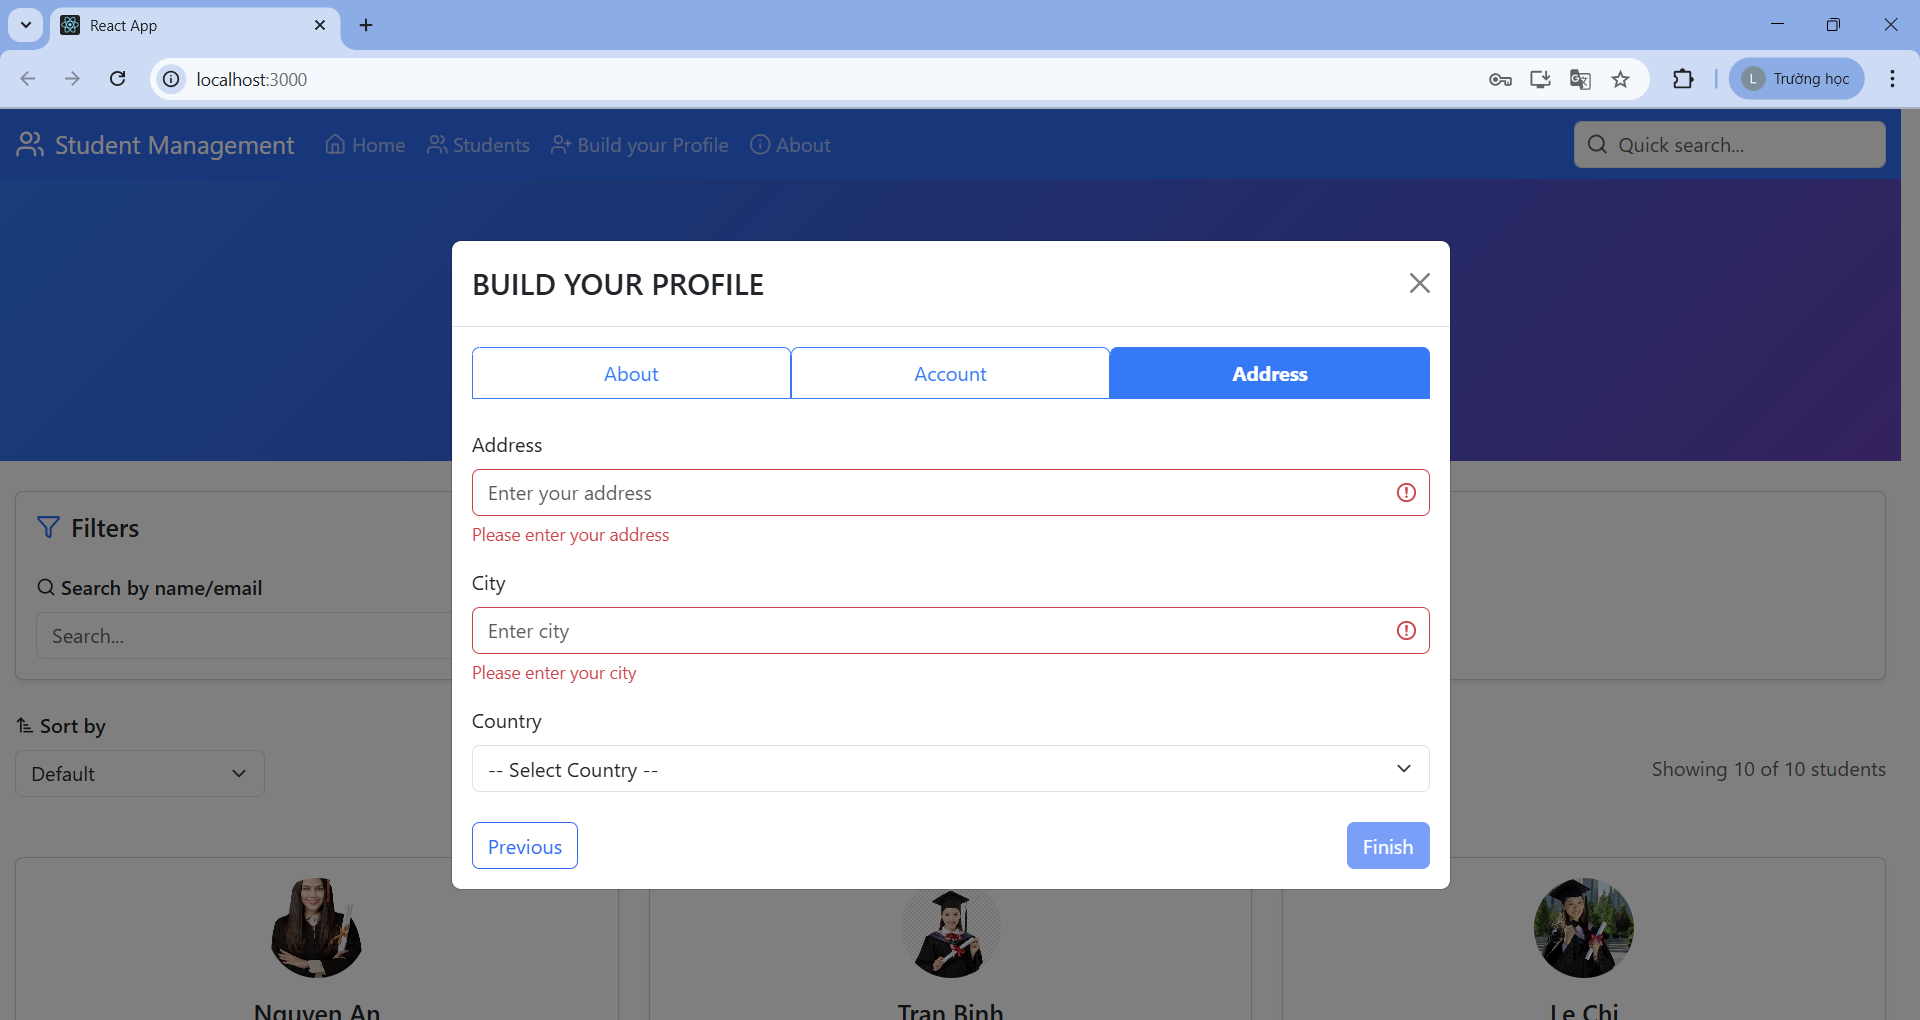 React App
localhost:3000
L Trường học
Student Management Home Students Build your Profile About Quick search...
BUILD YOUR PROFILE
About Account Address
Address
Enter your address
Please enter your address
City
Enter city
Please enter your city
Country
-- Select Country --
Previous Finish
Filters
Search by name/email
Search...
Sort by
Default
Showing 10 of 10 students
Nguyen An Tran Binh Le Chi